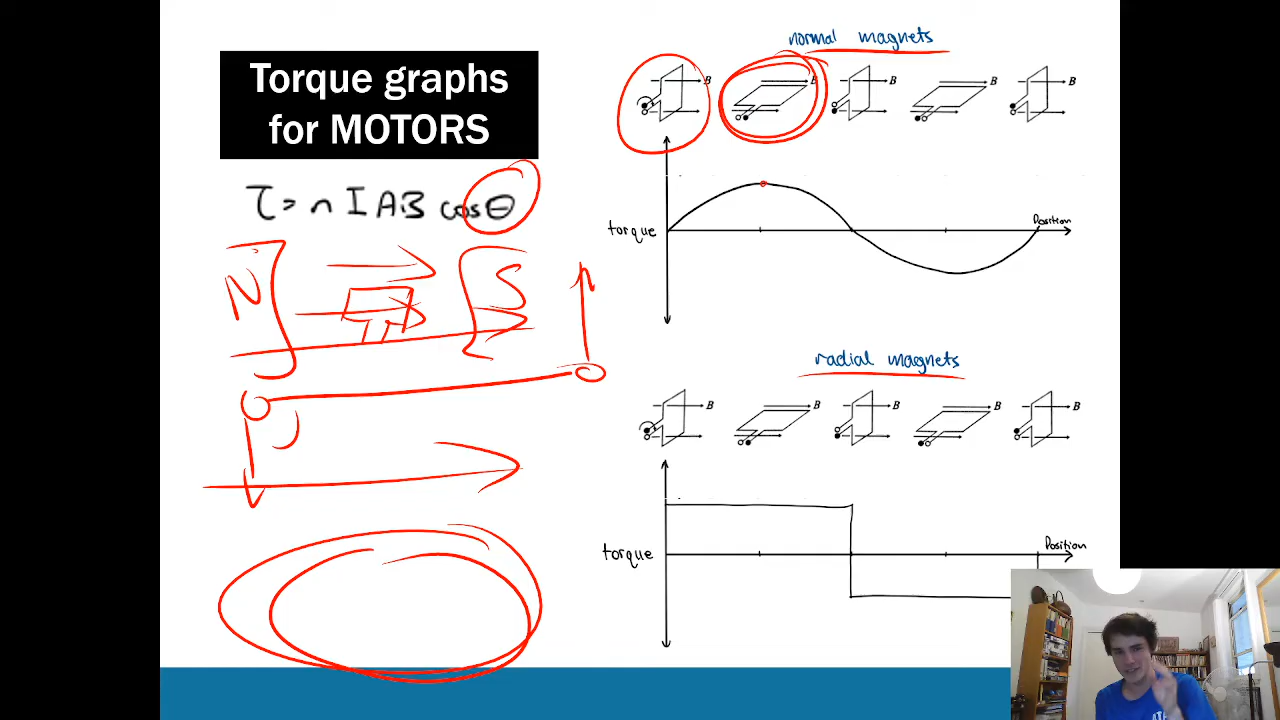 Torque graphs
for MOTORS
τ = n I A B cos θ
N
S
normal magnets
B
B
B
B
B
torque
Position
radial magnets
B
B
B
B
B
torque
Position